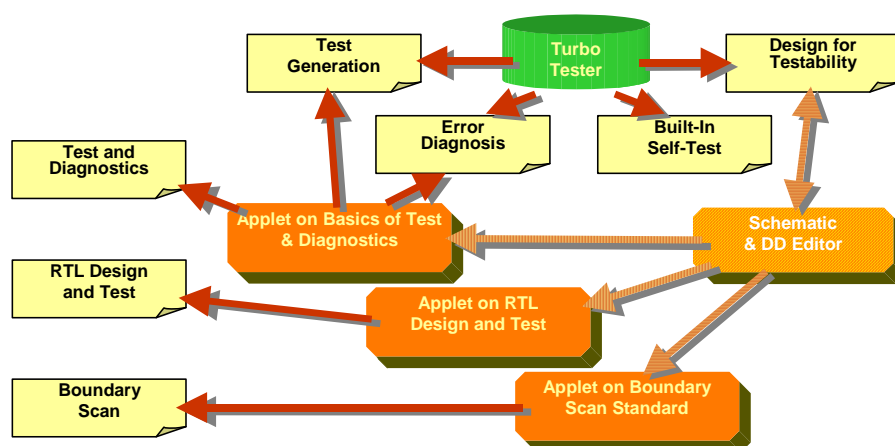 Test
Generation
Turbo
Tester
Design for
Testability
Error
Diagnosis
Built-In
Self-Test
Test and
Diagnostics
Applet on Basics of Test
& Diagnostics
Schematic
& DD Editor
RTL Design
and Test
Applet on RTL
Design and Test
Boundary
Scan
Applet on Boundary
Scan Standard